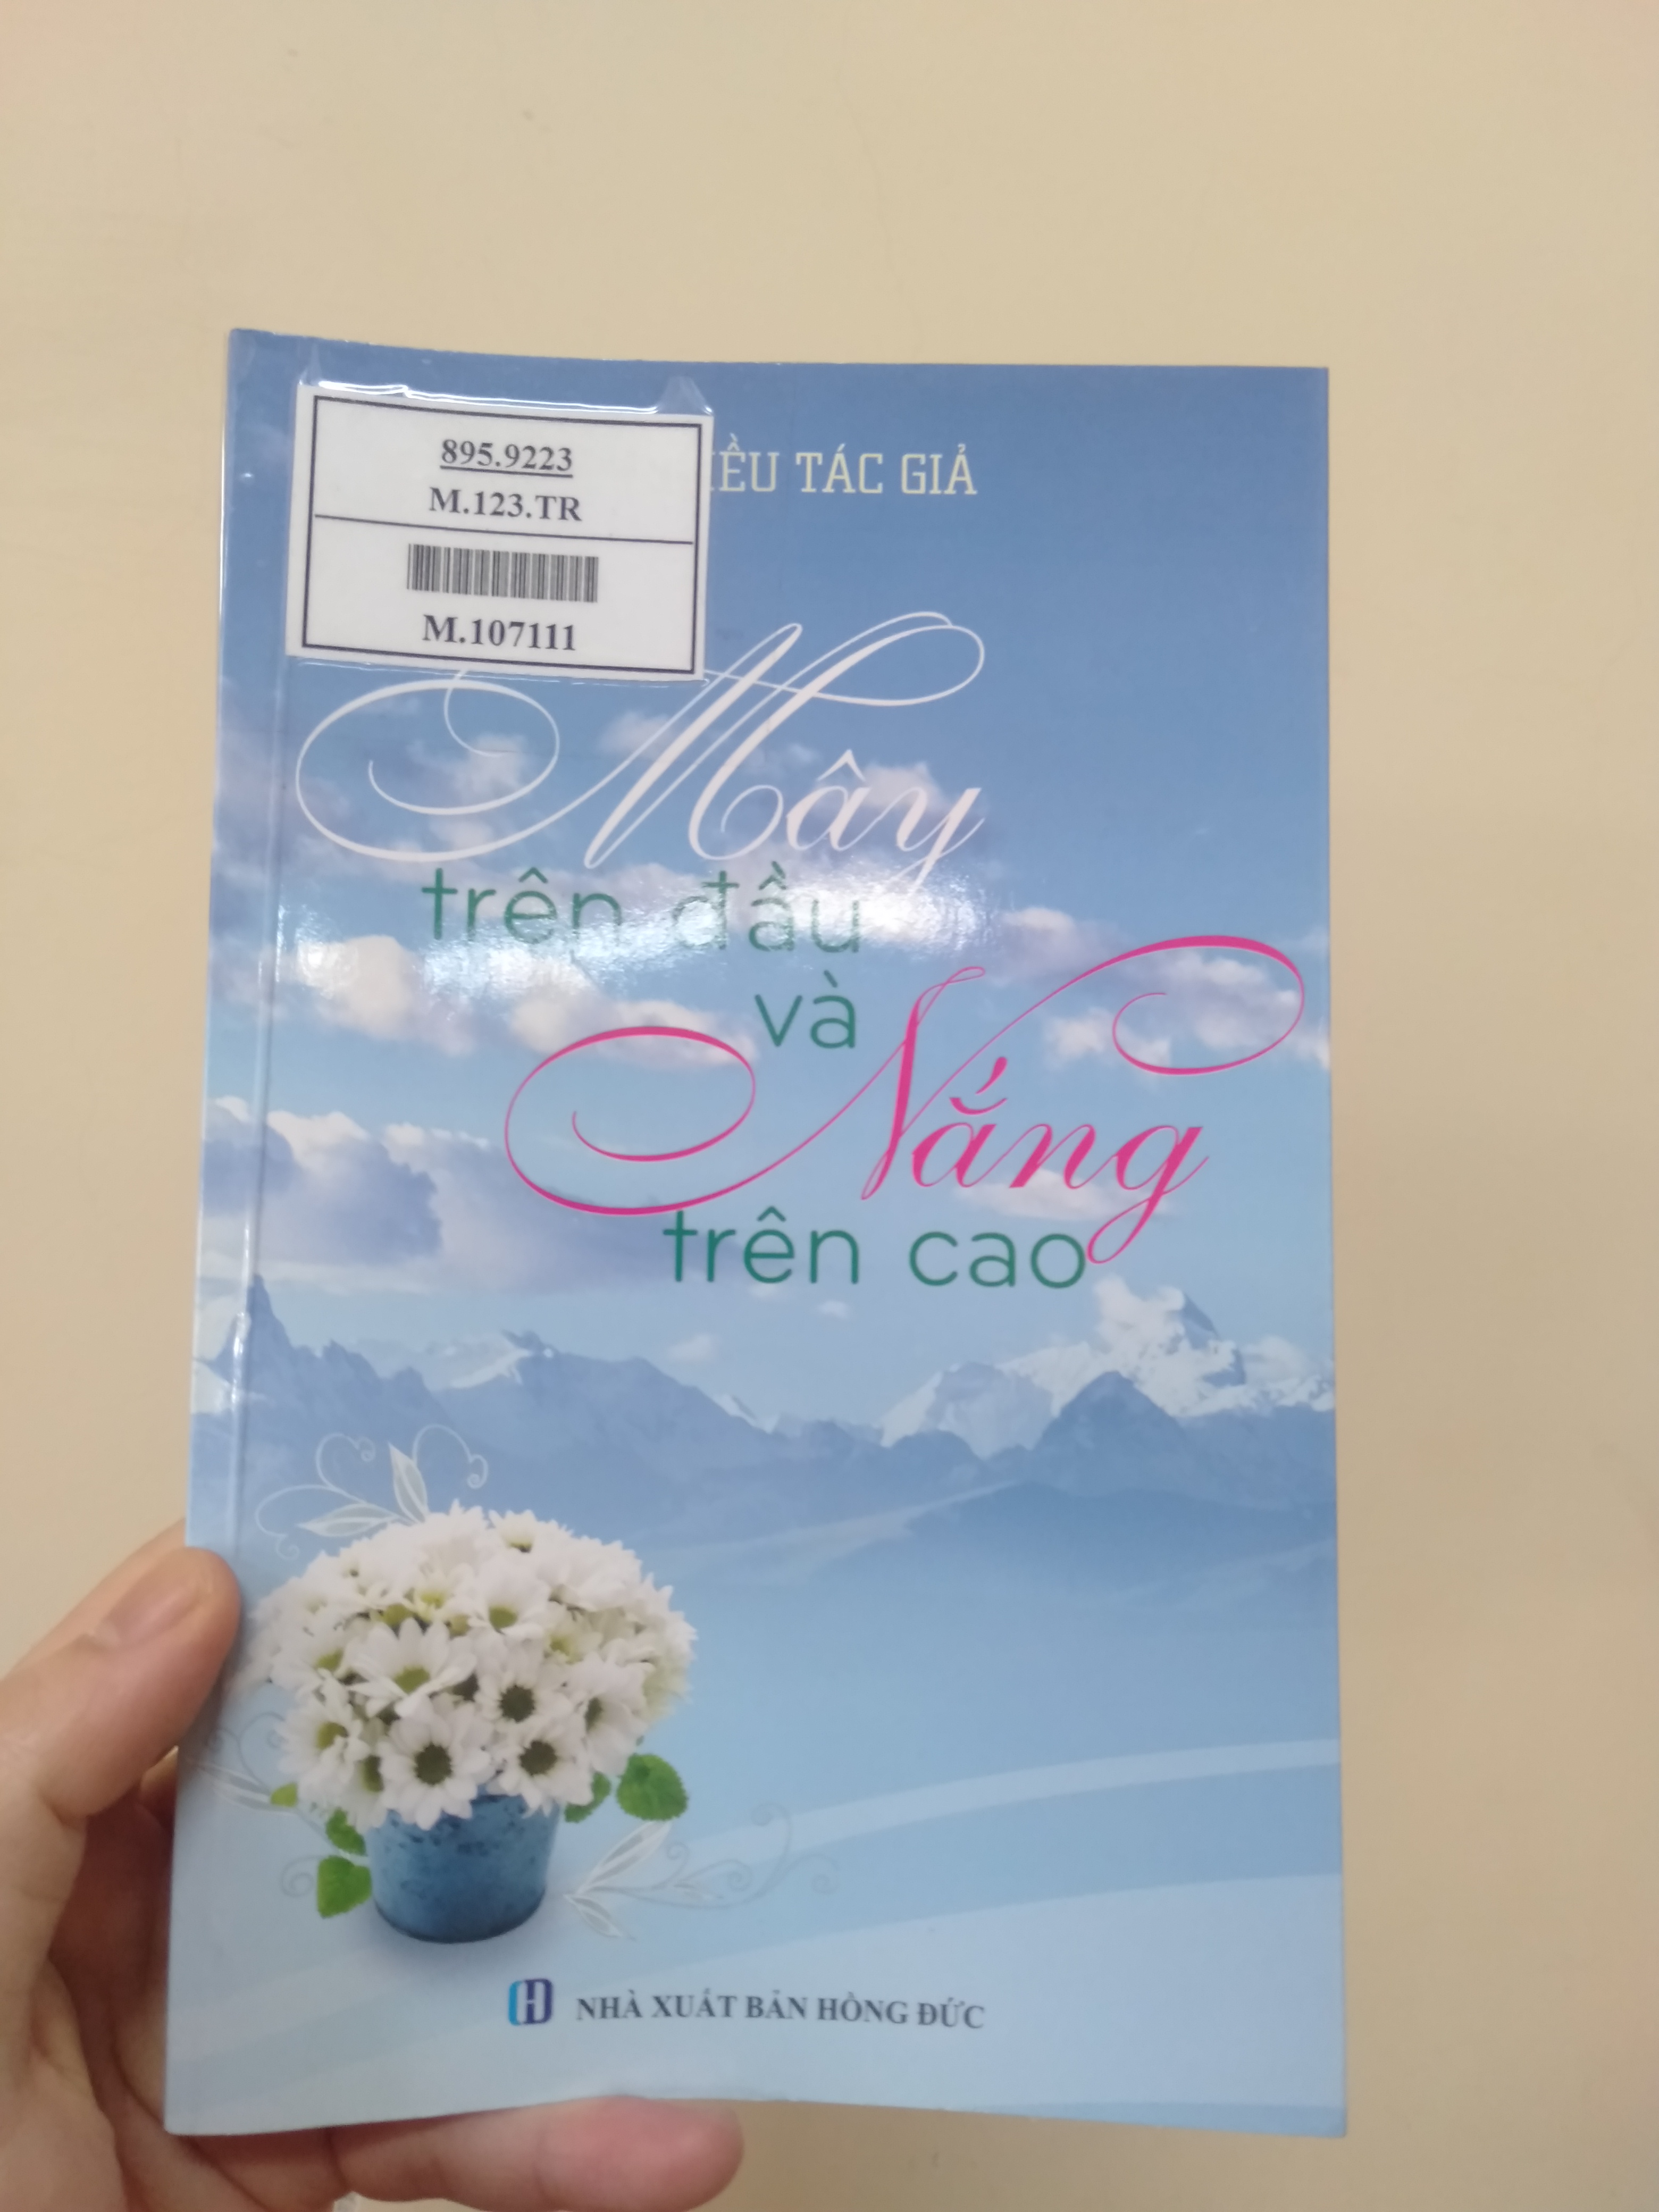 895.9223
M.123.TR
M.107111
IỀU TÁC GIẢ
Mây
trên đầu
và
Nắng
trên cao
NHÀ XUẤT BẢN HỒNG ĐỨC